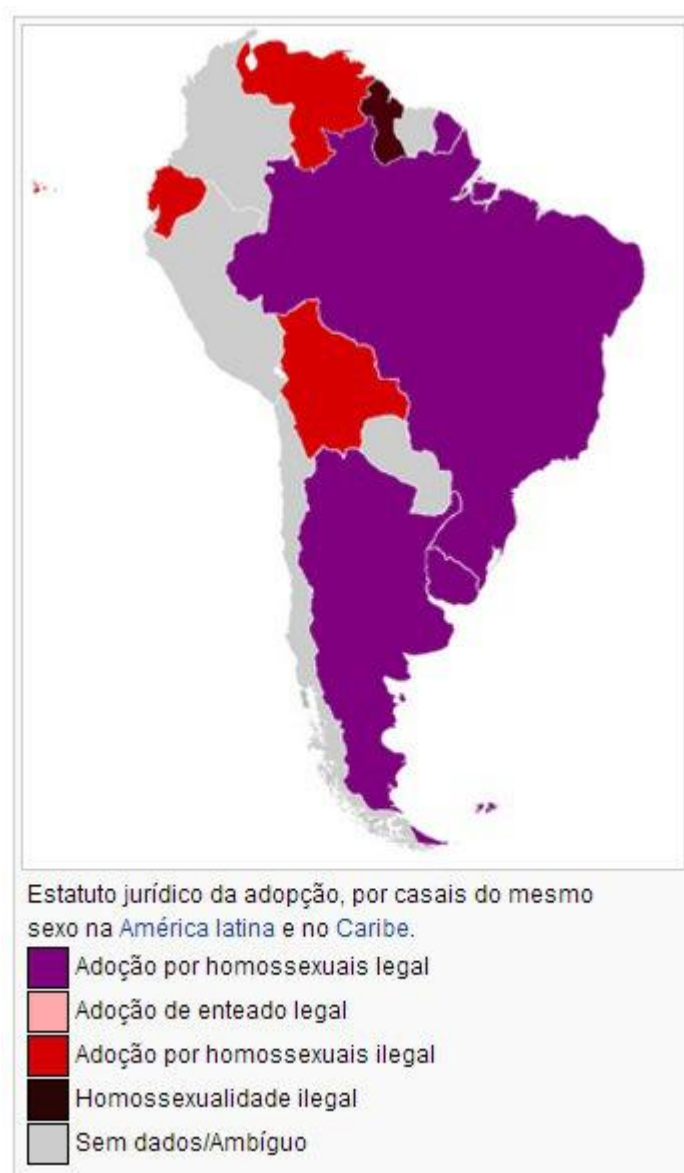 Estatuto jurídico da adopção, por casais do mesmo
sexo na América latina e no Caribe.
Adoção por homossexuais legal
Adoção de enteado legal
Adoção por homossexuais ilegal
Homossexualidade ilegal
Sem dados/Ambíguo